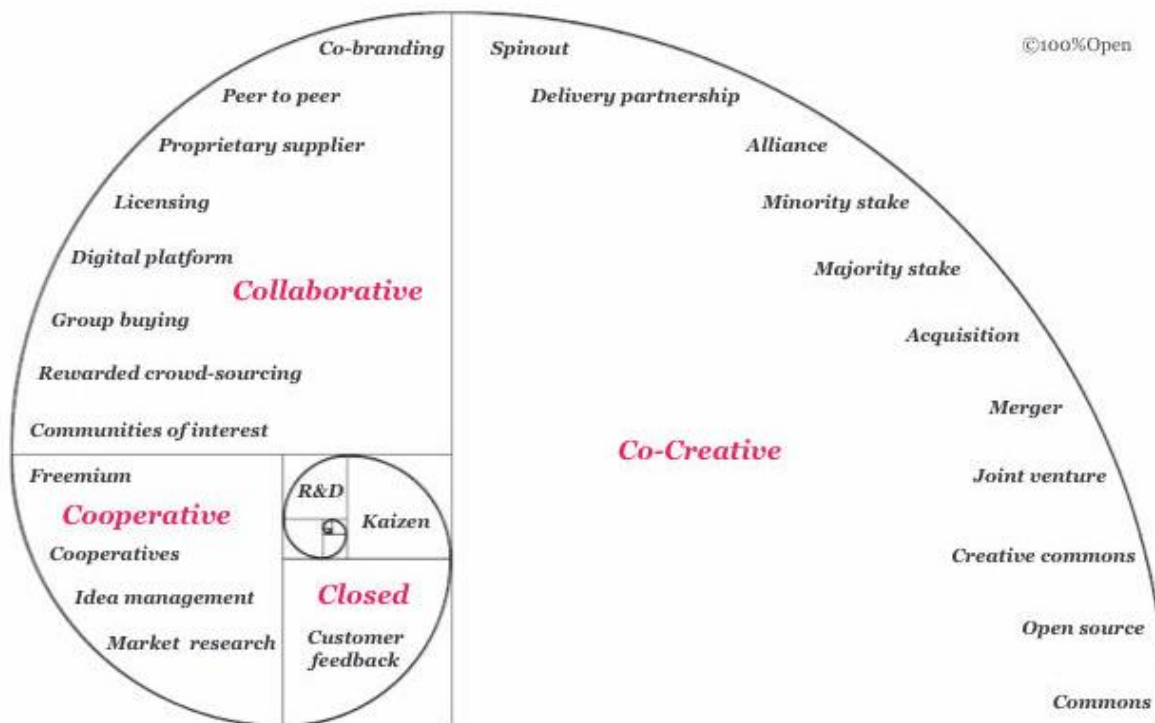 ©100%Open
Co-branding
Spinout
Peer to peer
Delivery partnership
Proprietary supplier
Alliance
Licensing
Minority stake
Digital platform
Majority stake
Collaborative
Group buying
Acquisition
Rewarded crowd-sourcing
Merger
Communities of interest
Co-Creative
Freemium
Joint venture
R&D
Cooperative
Kaizen
Cooperatives
Creative commons
Idea management
Closed
Market research
Customer
feedback
Open source
Commons